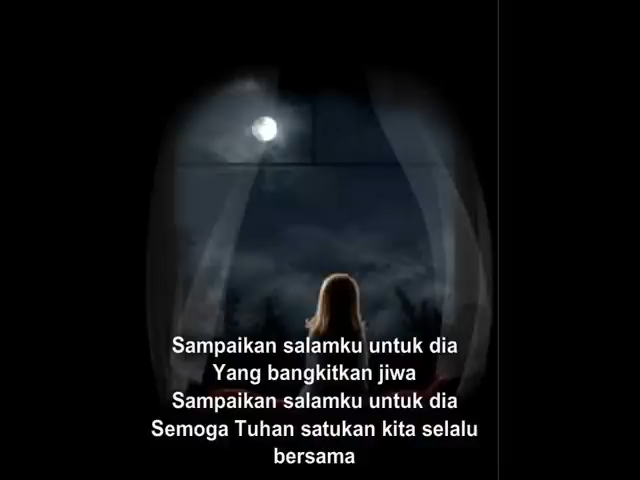 Sampaikan salamku untuk dia
Yang bangkitkan jiwa
Sampaikan salamku untuk dia
Semoga Tuhan satukan kita selalu
bersama